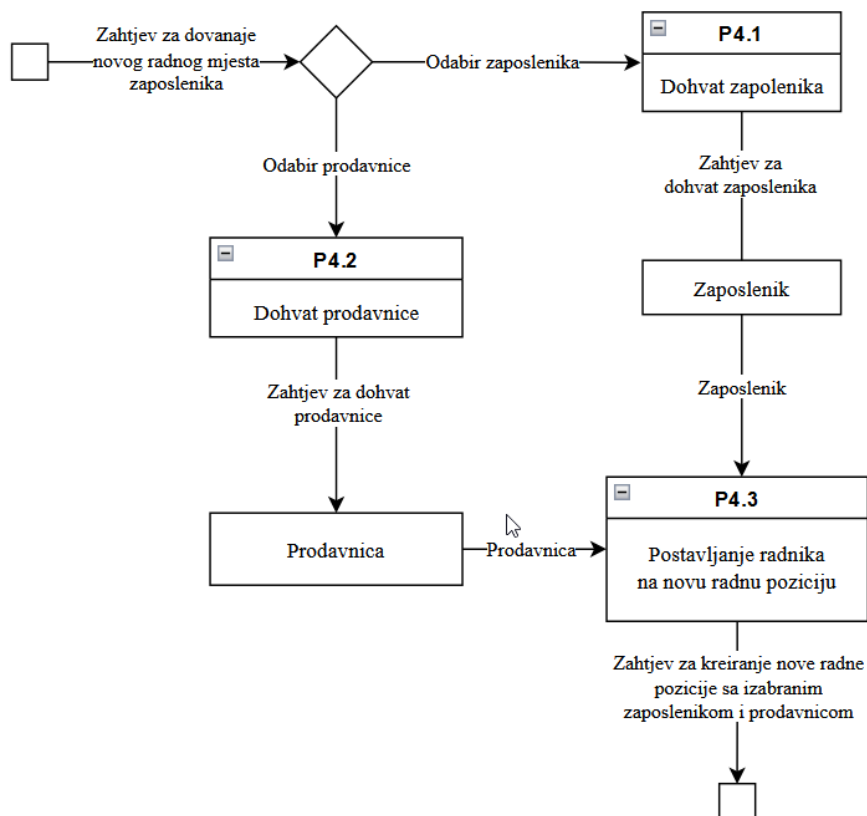 Zahtjev za dovanaje
novog radnog mjesta
zaposlenika
Odabir zaposlenika
P4.1
Dohvat zapolenika
Odabir prodavnice
Zahtjev za
dohvat zaposlenika
P4.2
Dohvat prodavnice
Zaposlenik
Zahtjev za dohvat
prodavnice
Zaposlenik
P4.3
Prodavnica
Prodavnica
Postavljanje radnika
na novu radnu poziciju
Zahtjev za kreiranje nove radne
pozicije sa izabranim
zaposlenikom i prodavnicom